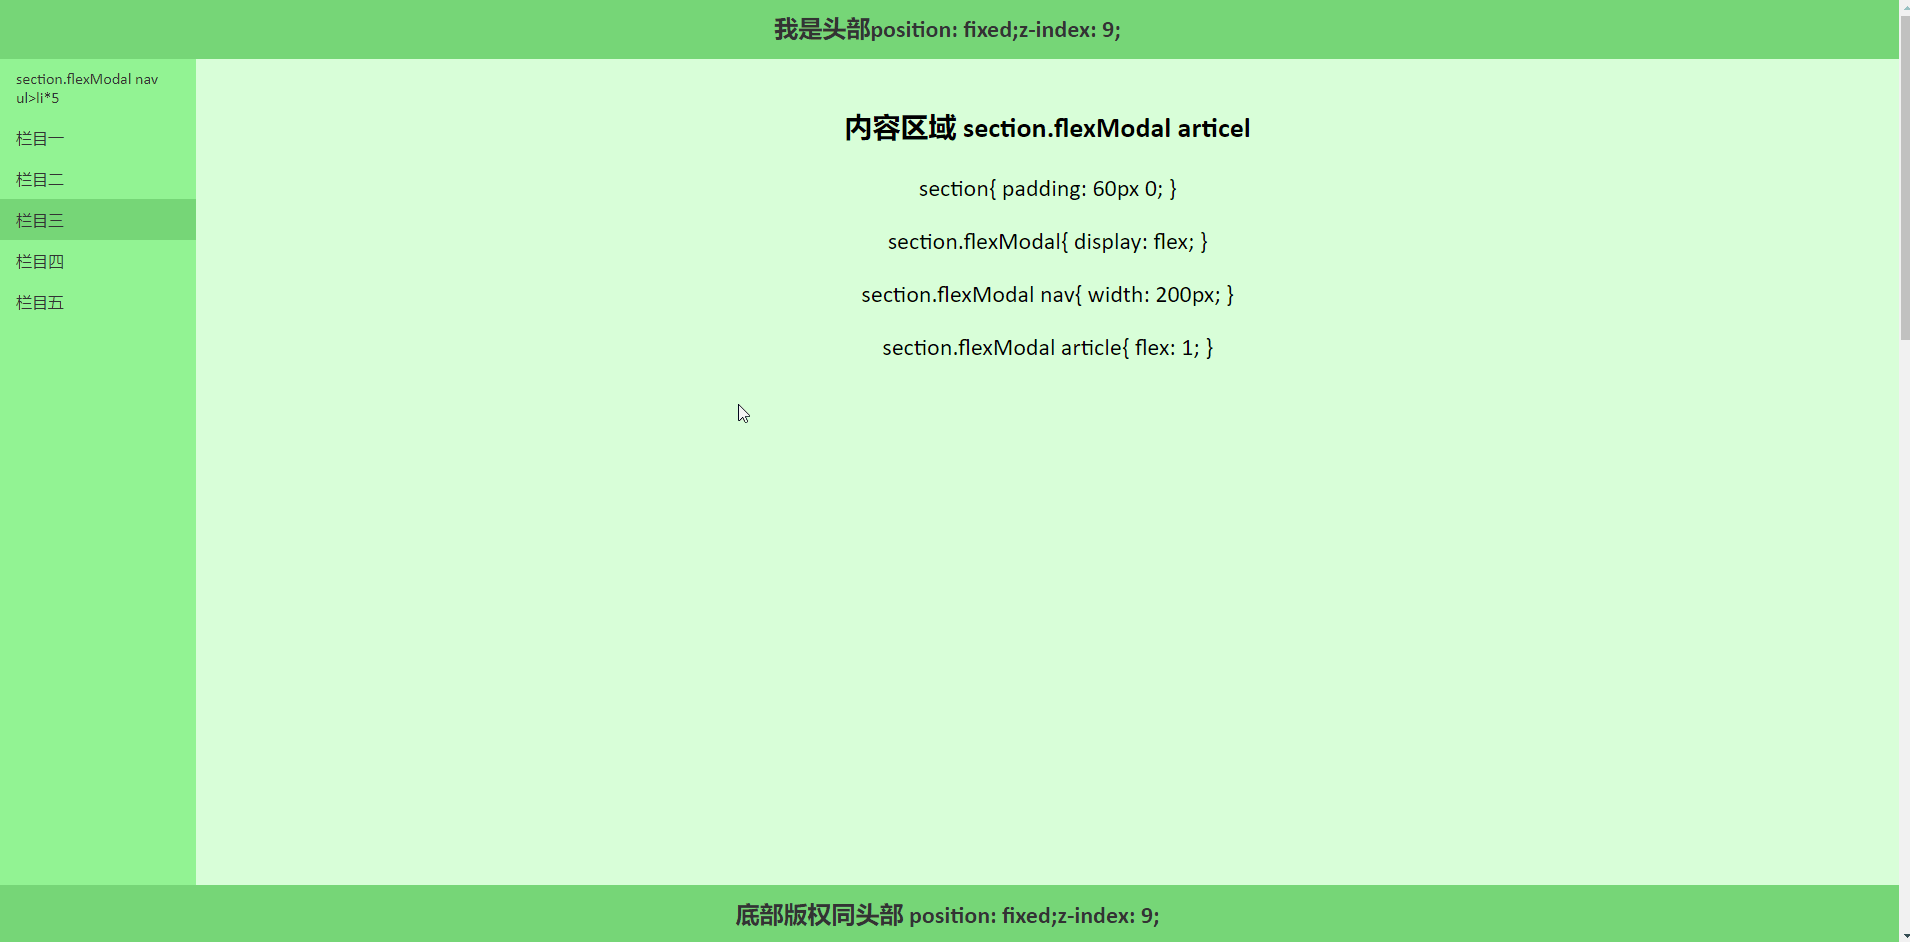 我是头部position: fixed;z-index: 9;
section.flexModal nav
ul>li*5
栏目一
栏目二
栏目三
栏目四
栏目五
内容区域 section.flexModal articel
section{ padding: 60px 0; }
section.flexModal{ display: flex; }
section.flexModal nav{ width: 200px; }
section.flexModal article{ flex: 1; }
底部版权同头部 position: fixed;z-index: 9;